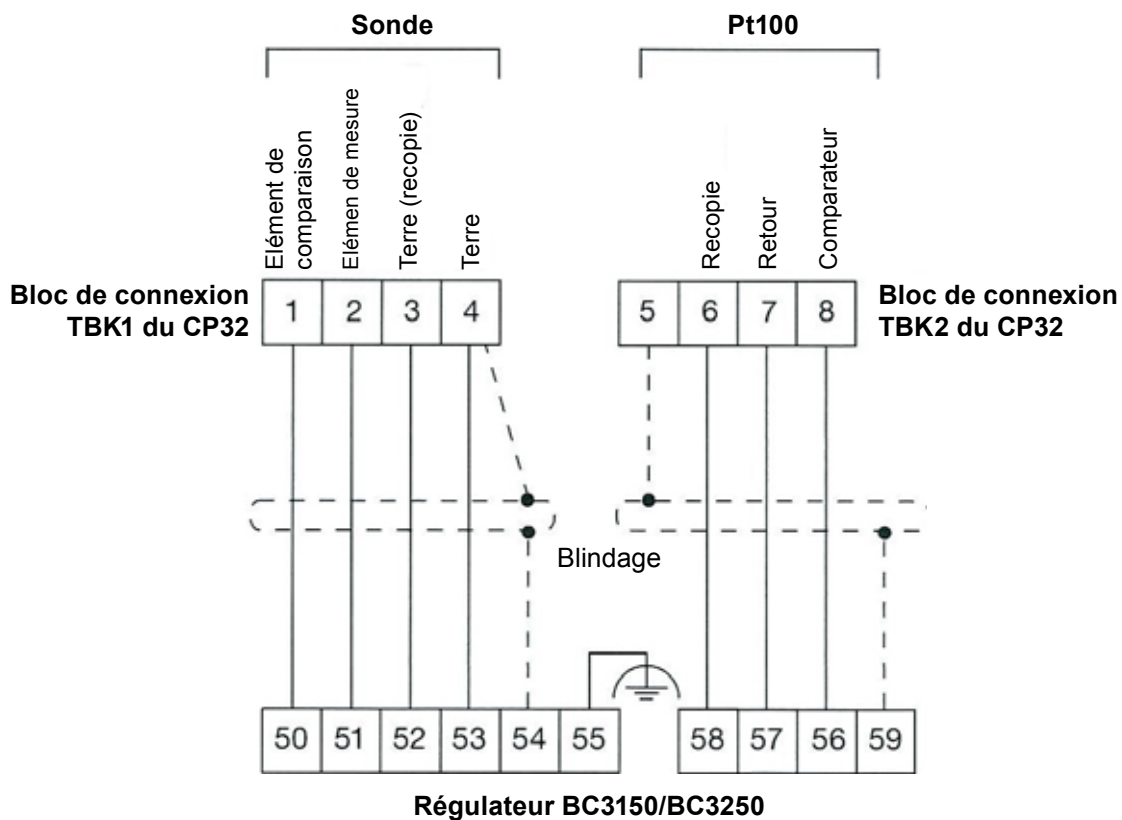 Sonde
Pt100
Elément de
comparaison
Elémen de mesure
Terre (recopie)
Terre
Recopie
Retour
Comparateur
Bloc de connexion
TBK1 du CP32
1 2 3 4
5 6 7 8
Bloc de connexion
TBK2 du CP32
Blindage
50 51 52 53 54 55
58 57 56 59
Régulateur BC3150/BC3250